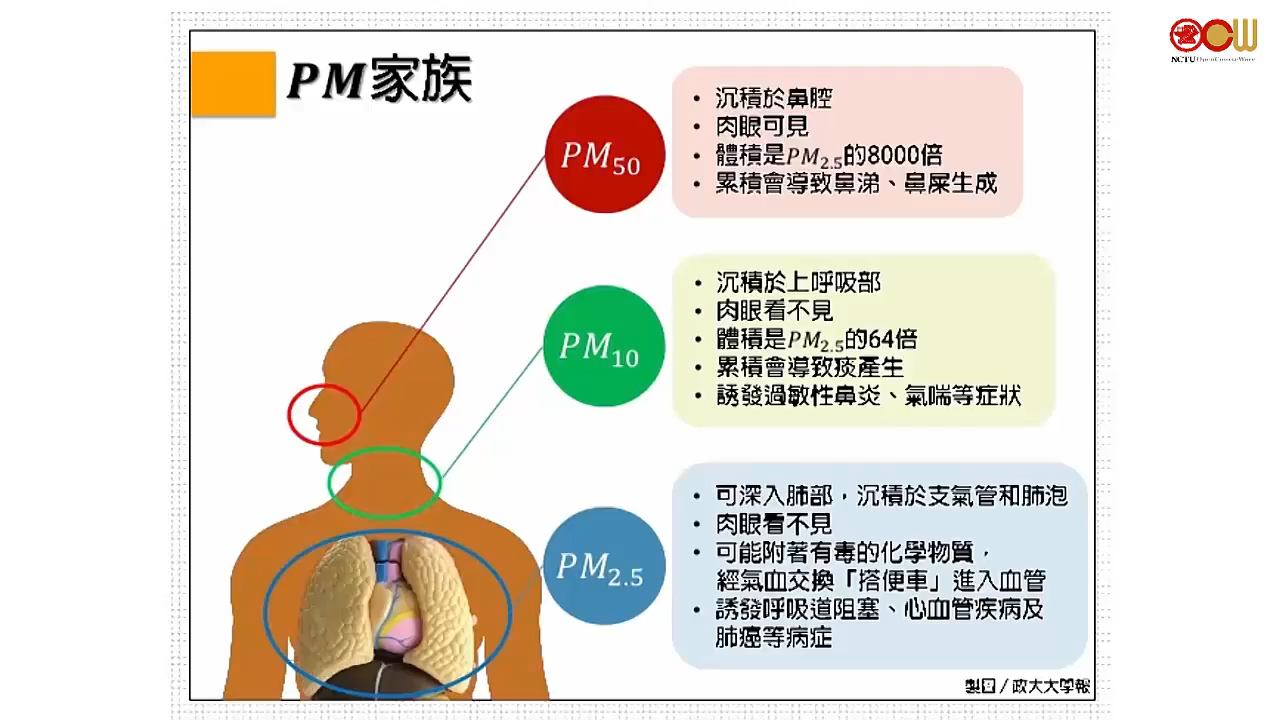 NCTU OpenCourseWare
PM家族
PM50
• 沉積於鼻腔
• 肉眼可見
• 體積是PM2.5的8000倍
• 累積會導致鼻涕、鼻屎生成
PM10
• 沉積於上呼吸部
• 肉眼看不見
• 體積是PM2.5的64倍
• 累積會導致痰產生
• 誘發過敏性鼻炎、氣喘等症狀
PM2.5
• 可深入肺部，沉積於支氣管和肺泡
• 肉眼看不見
• 可能附著有毒的化學物質，
經氣血交換「搭便車」進入血管
• 誘發呼吸道阻塞、心血管疾病及
肺癌等病症
製圖/政大大學報